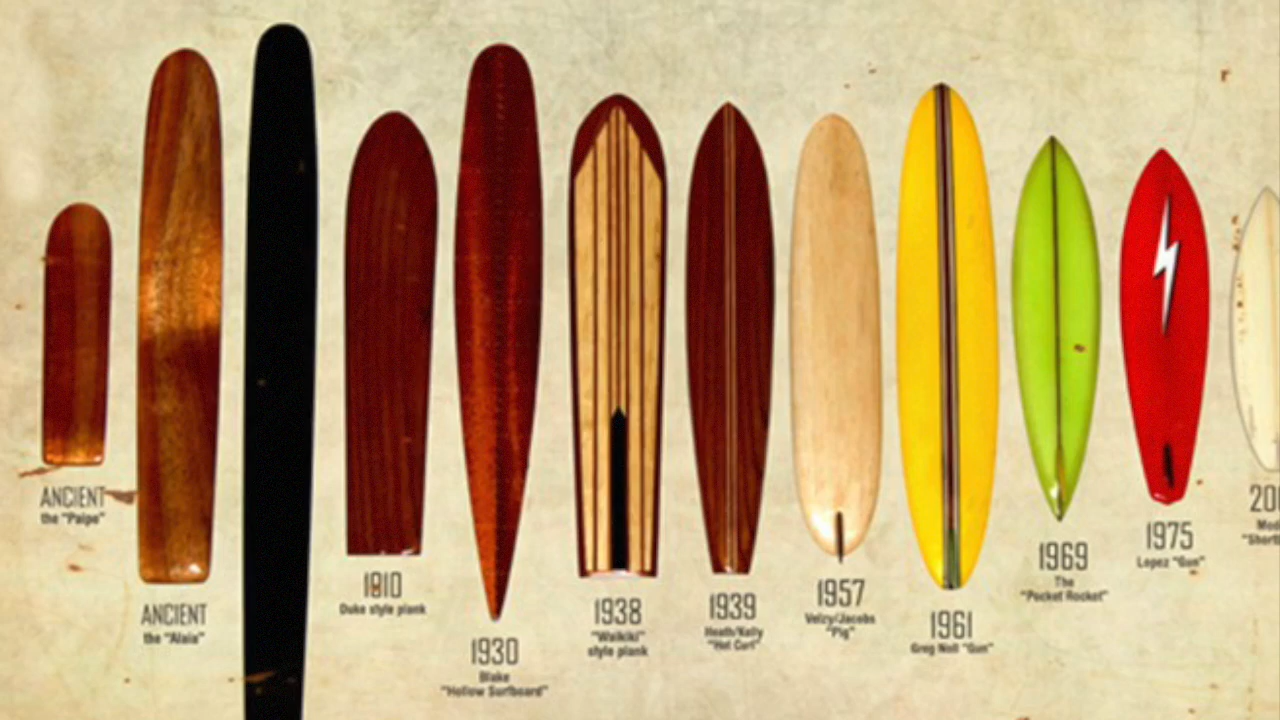 ANCIENT
the "Paipo"
ANCIENT
the "Alaia"
1910
Duke style plank
1930
Blake
"Hollow Surfboard"
1938
"Waikiki"
style plank
1939
Heath/Kelly
"Hot Curl"
1957
Velzy/Jacobs
"Pig"
1961
Greg Noll "Gun"
1969
The
"Pocket Rocket"
1975
Lopez "Gun"